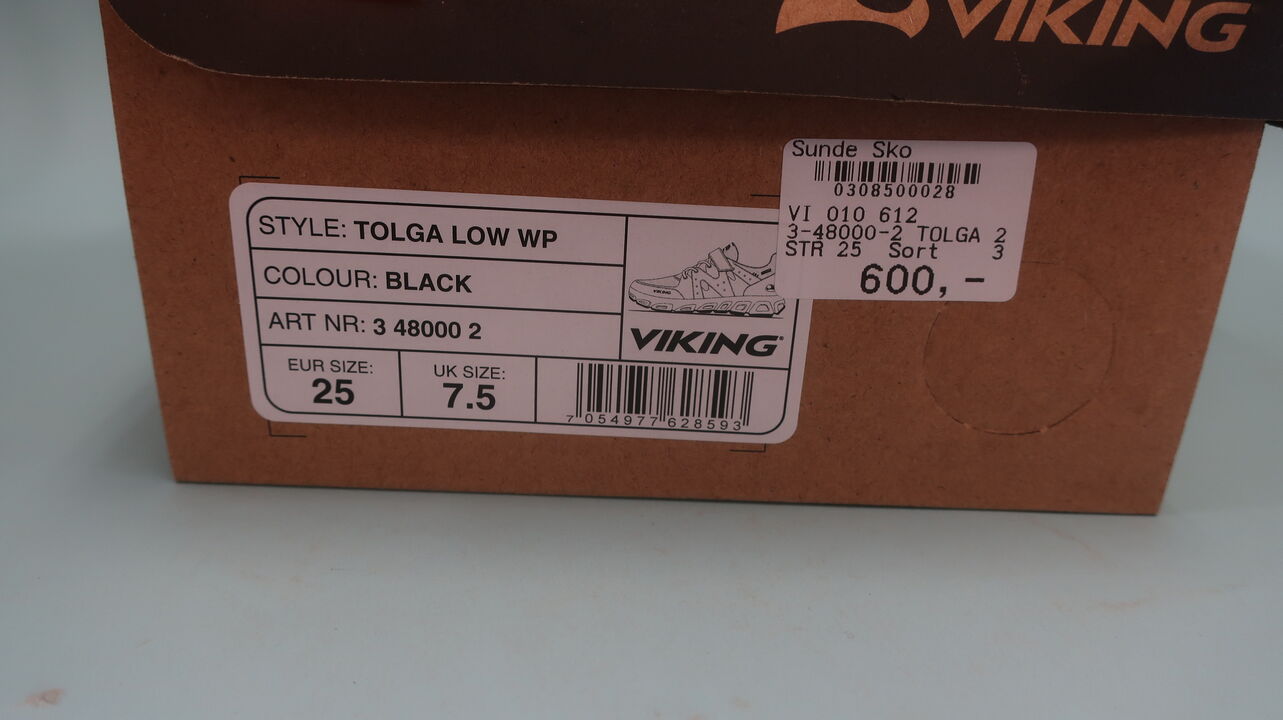 VIKING
Sunde Sko
0308500028
VI 010 612
3-48000-2 TOLGA 2
STR 25 Sort 3
600,-
STYLE: TOLGA LOW WP
COLOUR: BLACK
ART NR: 3 48000 2
VIKING
EUR SIZE:
25
UK SIZE:
7.5
7 054977 628593